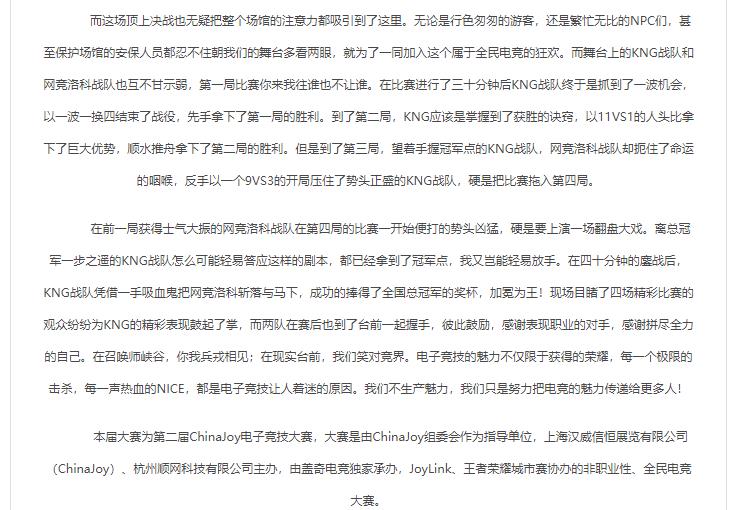 而这场顶上决战也无疑把整个场馆的注意力都吸引到了这里。无论是行色匆匆的游客，还是繁忙无比的NPC们，甚
至保护场馆的安保人员都忍不住朝我们的舞台多看两眼，就为了一同加入这个属于全民电竞的狂欢。而舞台上的KNG战队和
网竞洛科战队也互不甘示弱，第一局比赛你来我往谁也不让谁。在比赛进行了三十分钟后KNG战队终于是抓到了一波机会，
以一波一换四结束了战役，先手拿下了第一局的胜利。到了第二局，KNG应该是掌握到了获胜的诀窍，以11VS1的人头比拿
下了巨大优势，顺水推舟拿下了第二局的胜利。但是到了第三局，望着手握冠军点的KNG战队，网竞洛科战队却扼住了命运
的咽喉，反手以一个9VS3的开局压住了势头正盛的KNG战队，硬是把比赛拖入第四局。
在前一局获得士气大振的网竞洛科战队在第四局的比赛一开始便打的势头凶猛，硬是要上演一场翻盘大戏。离总冠
军一步之遥的KNG战队怎么可能轻易答应这样的剧本，都已经拿到了冠军点，我又岂能轻易放手。在四十分钟的鏖战后，
KNG战队凭借一手吸血鬼把网竞洛科斩落与马下，成功的捧得了全国总冠军的奖杯，加冕为王！现场目睹了四场精彩比赛的
观众纷纷为KNG的精彩表现鼓起了掌，而两队在赛后也到了台前一起握手，彼此鼓励，感谢表现职业的对手，感谢拼尽全力
的自己。在召唤师峡谷，你我兵戎相见；在现实台前，我们笑对竞界。电子竞技的魅力不仅限于获得的荣耀，每一个极限的
击杀，每一声热血的NICE，都是电子竞技让人着迷的原因。我们不生产魅力，我们只是努力把电竞的魅力传递给更多人！
本届大赛为第二届ChinaJoy电子竞技大赛，大赛是由ChinaJoy组委会作为指导单位，上海汉威信恒展览有限公司
（ChinaJoy）、杭州顺网科技有限公司主办，由盖奇电竞独家承办，JoyLink、王者荣耀城市赛协办的非职业性、全民电竞
大赛。